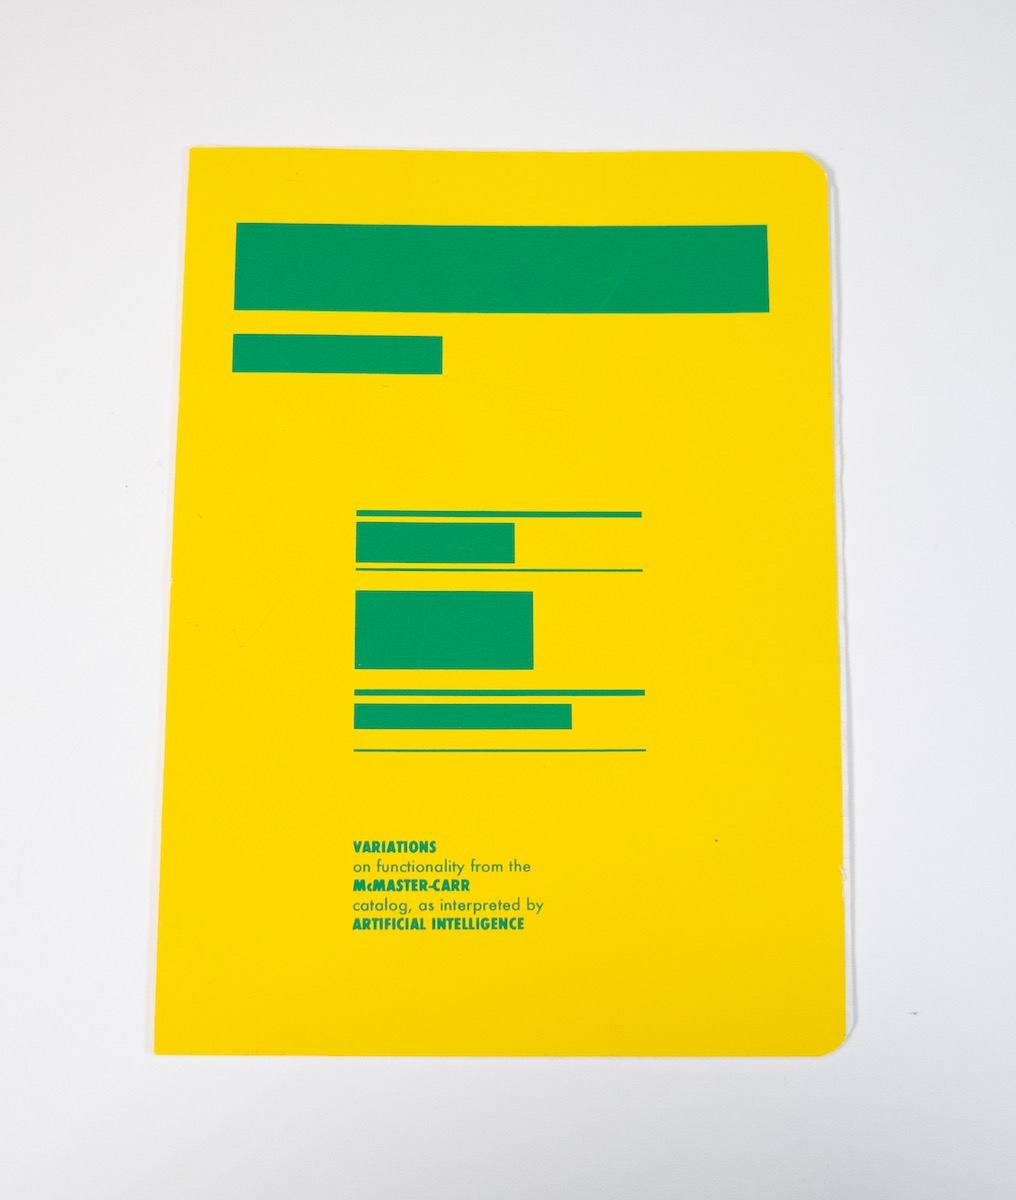 VARIATIONS
on functionality from the
McMASTER-CARR
catalog, as interpreted by
ARTIFICIAL INTELLIGENCE